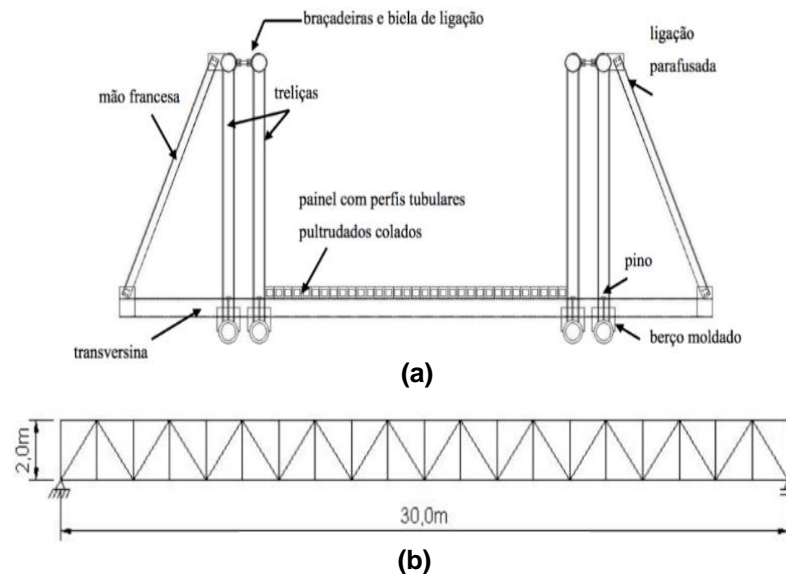 braçadeiras e biela de ligação
ligação
parafusada
mão francesa
treliças
painel com perfis tubulares
pultrudados colados
pino
transversina
berço moldado
(a)
2,0m
30,0m
(b)